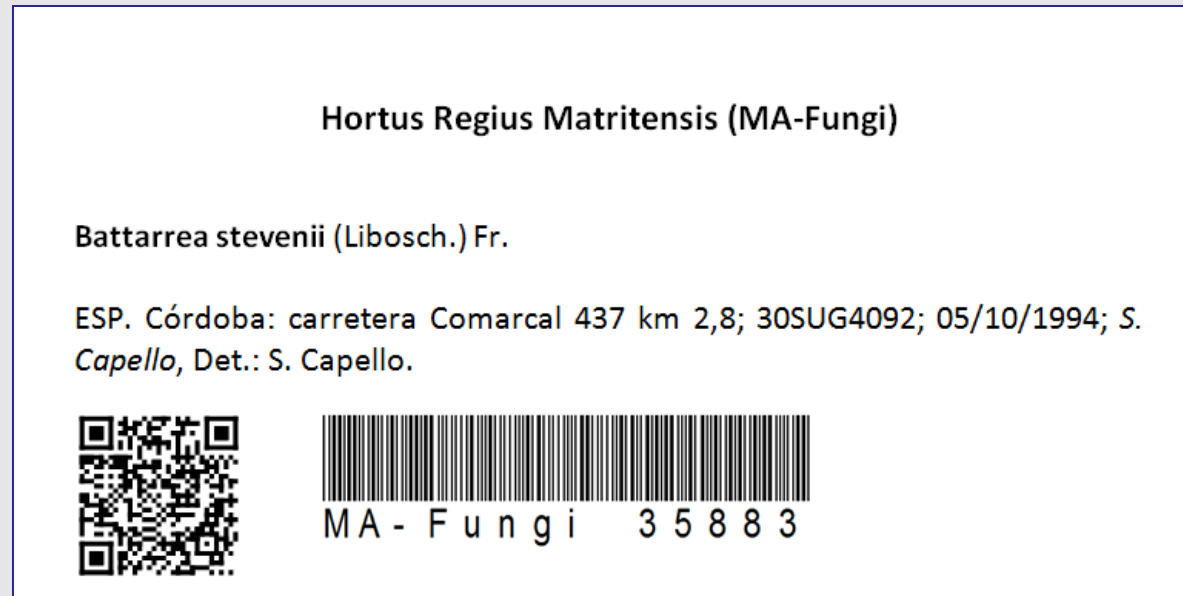 Hortus Regius Matritensis (MA-Fungi)
Battarrea stevenii (Libosch.) Fr.
ESP. Córdoba: carretera Comarcal 437 km 2,8; 30SUG4092; 05/10/1994; S.
Capello, Det.: S. Capello.
MA- Fungi 35883